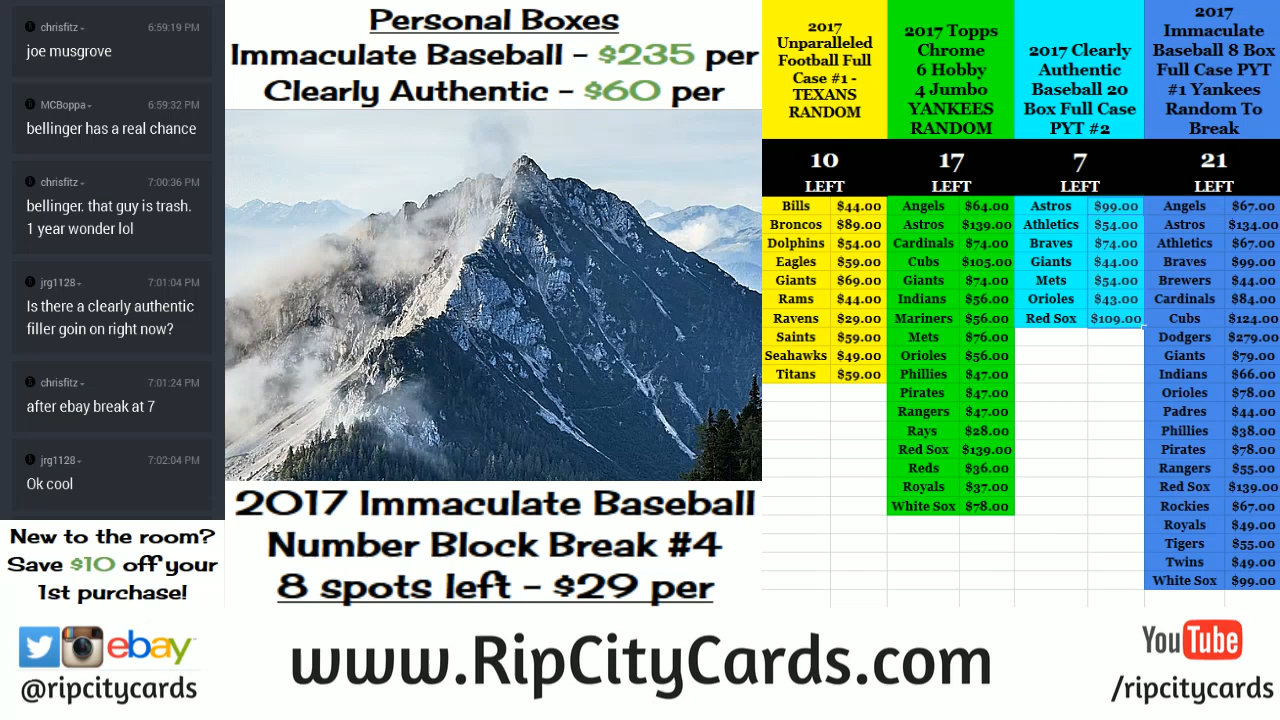 chrisfitz 6:59:19 PM
joe musgrove
MCBoppa 6:59:32 PM
bellinger has a real chance
chrisfitz 7:00:36 PM
bellinger. that guy is trash.
1 year wonder lol
jrg1128 7:01:04 PM
Is there a clearly authentic
filler goin on right now?
chrisfitz 7:01:24 PM
after ebay break at 7
jrg1128 7:02:04 PM
Ok cool
New to the room?
Save $10 off your
1st purchase!
Personal Boxes
Immaculate Baseball - $235 per
Clearly Authentic - $60 per
2017 Immaculate Baseball
Number Block Break #4
8 spots left - $29 per
2017
Unparalleled
Football Full
Case #1 -
TEXANS
RANDOM
10
LEFT
Bills $44.00
Broncos $89.00
Dolphins $54.00
Eagles $59.00
Giants $69.00
Rams $44.00
Ravens $29.00
Saints $59.00
Seahawks $49.00
Titans $59.00
2017 Topps
Chrome
6 Hobby
4 Jumbo
YANKEES
RANDOM
17
LEFT
Angels $64.00
Astros $139.00
Cardinals $74.00
Cubs $105.00
Giants $74.00
Indians $56.00
Mariners $56.00
Mets $76.00
Orioles $56.00
Phillies $47.00
Pirates $47.00
Rangers $47.00
Rays $28.00
Red Sox $139.00
Reds $36.00
Royals $37.00
White Sox $78.00
2017 Clearly
Authentic
Baseball 20
Box Full Case
PYT #2
7
LEFT
Astros $99.00
Athletics $54.00
Braves $74.00
Giants $44.00
Mets $54.00
Orioles $43.00
Red Sox $109.00
2017
Immaculate
Baseball 8 Box
Full Case PYT
#1 Yankees
Random To
Break
21
LEFT
Angels $67.00
Astros $134.00
Athletics $67.00
Braves $99.00
Brewers $44.00
Cardinals $84.00
Cubs $124.00
Dodgers $279.00
Giants $79.00
Indians $66.00
Orioles $78.00
Padres $44.00
Phillies $38.00
Pirates $78.00
Rangers $55.00
Red Sox $139.00
Rockies $67.00
Royals $49.00
Tigers $55.00
Twins $49.00
White Sox $99.00
ebay
@ripcitycards
www.RipCityCards.com
YouTube
/ripcitycards